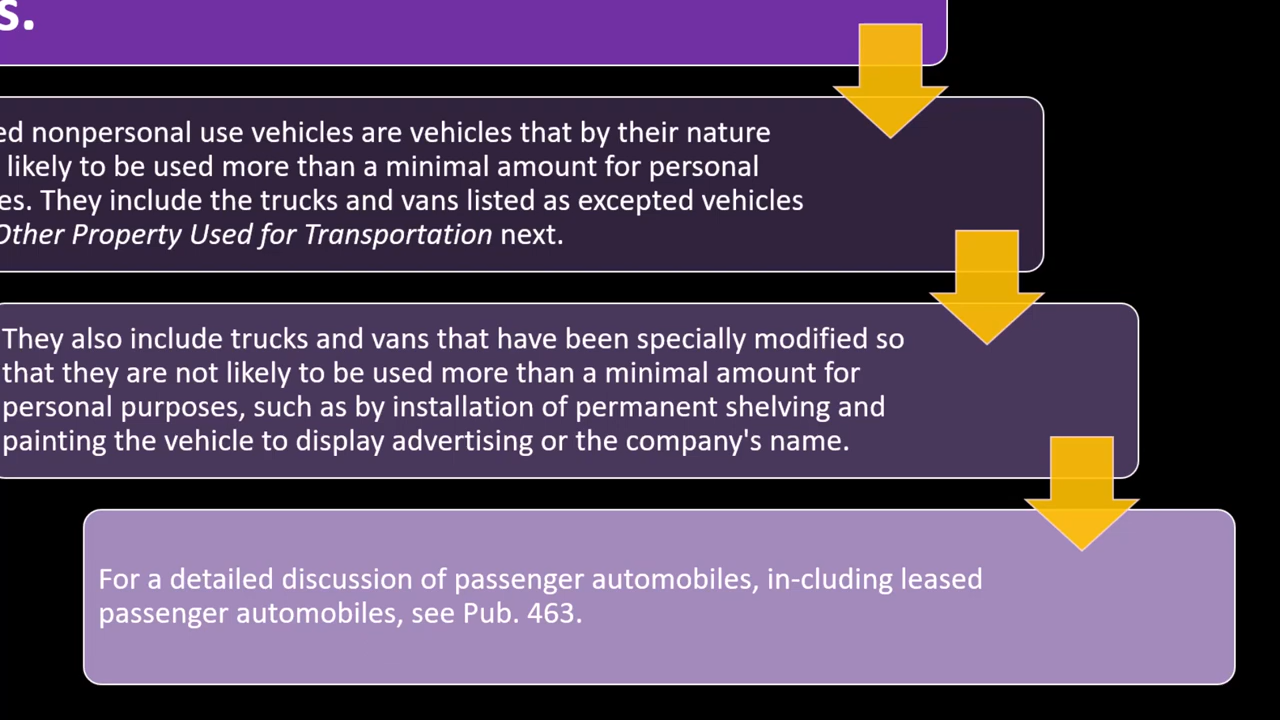 s.
ed nonpersonal use vehicles are vehicles that by their nature
likely to be used more than a minimal amount for personal
es. They include the trucks and vans listed as excepted vehicles
Other Property Used for Transportation next.
They also include trucks and vans that have been specially modified so
that they are not likely to be used more than a minimal amount for
personal purposes, such as by installation of permanent shelving and
painting the vehicle to display advertising or the company's name.
For a detailed discussion of passenger automobiles, in-cluding leased
passenger automobiles, see Pub. 463.